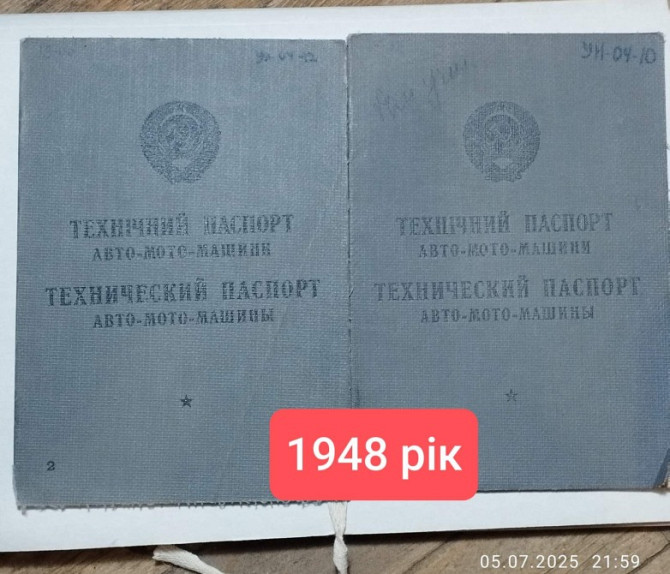 УН-04-10
ТЕХНІЧНИЙ ПАСПОРТ
АВТО-МОТО-МАШИНИ
ТЕХНИЧЕСКИЙ ПАСПОРТ
АВТО-МОТО-МАШИНЫ
2
ТЕХНІЧНИЙ ПАСПОРТ
АВТО-МОТО-МАШИНИ
ТЕХНИЧЕСКИЙ ПАСПОРТ
АВТО-МОТО-МАШИНЫ
1948 рік
05.07.2025 21:59